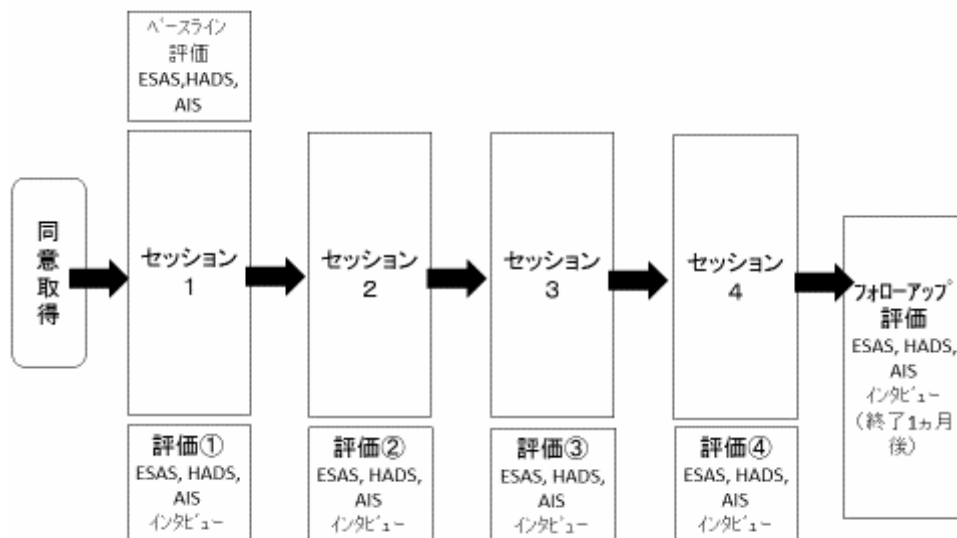 ﾍﾞｰｽﾗｲﾝ
評価
ESAS,HADS,
AIS
同
意
取
得
セッション
1
セッション
2
セッション
3
セッション
4
フォローアップ
評価
ESAS, HADS,
AIS
ｲﾝﾀﾋﾞｭｰ
（終了1ヵ月
後）
評価①
ESAS, HADS,
AIS
ｲﾝﾀﾋﾞｭｰ
評価②
ESAS, HADS,
AIS
ｲﾝﾀﾋﾞｭｰ
評価③
ESAS, HADS,
AIS
ｲﾝﾀﾋﾞｭｰ
評価④
ESAS, HADS,
AIS
ｲﾝﾀﾋﾞｭｰ